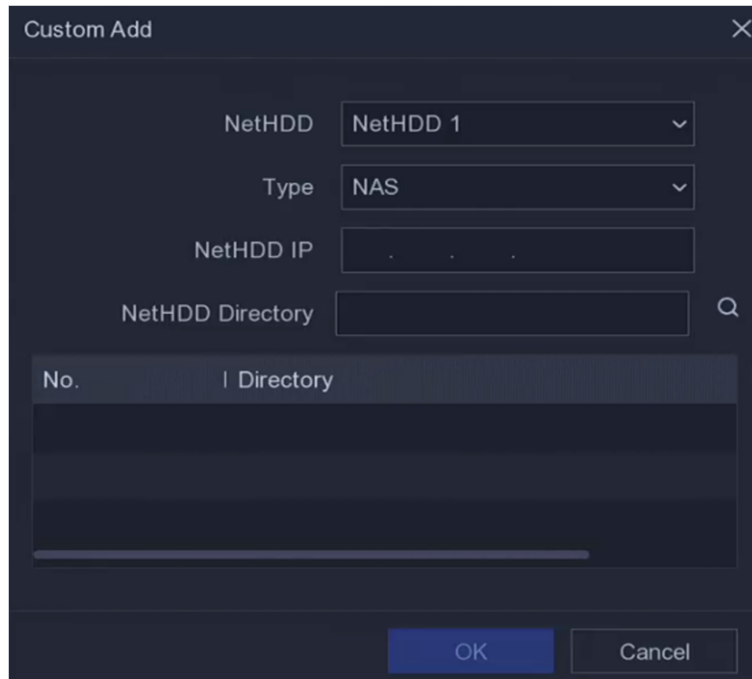 Custom Add
NetHDD NetHDD 1
Type NAS
NetHDD IP . . .
NetHDD Directory
No. Directory
OK Cancel